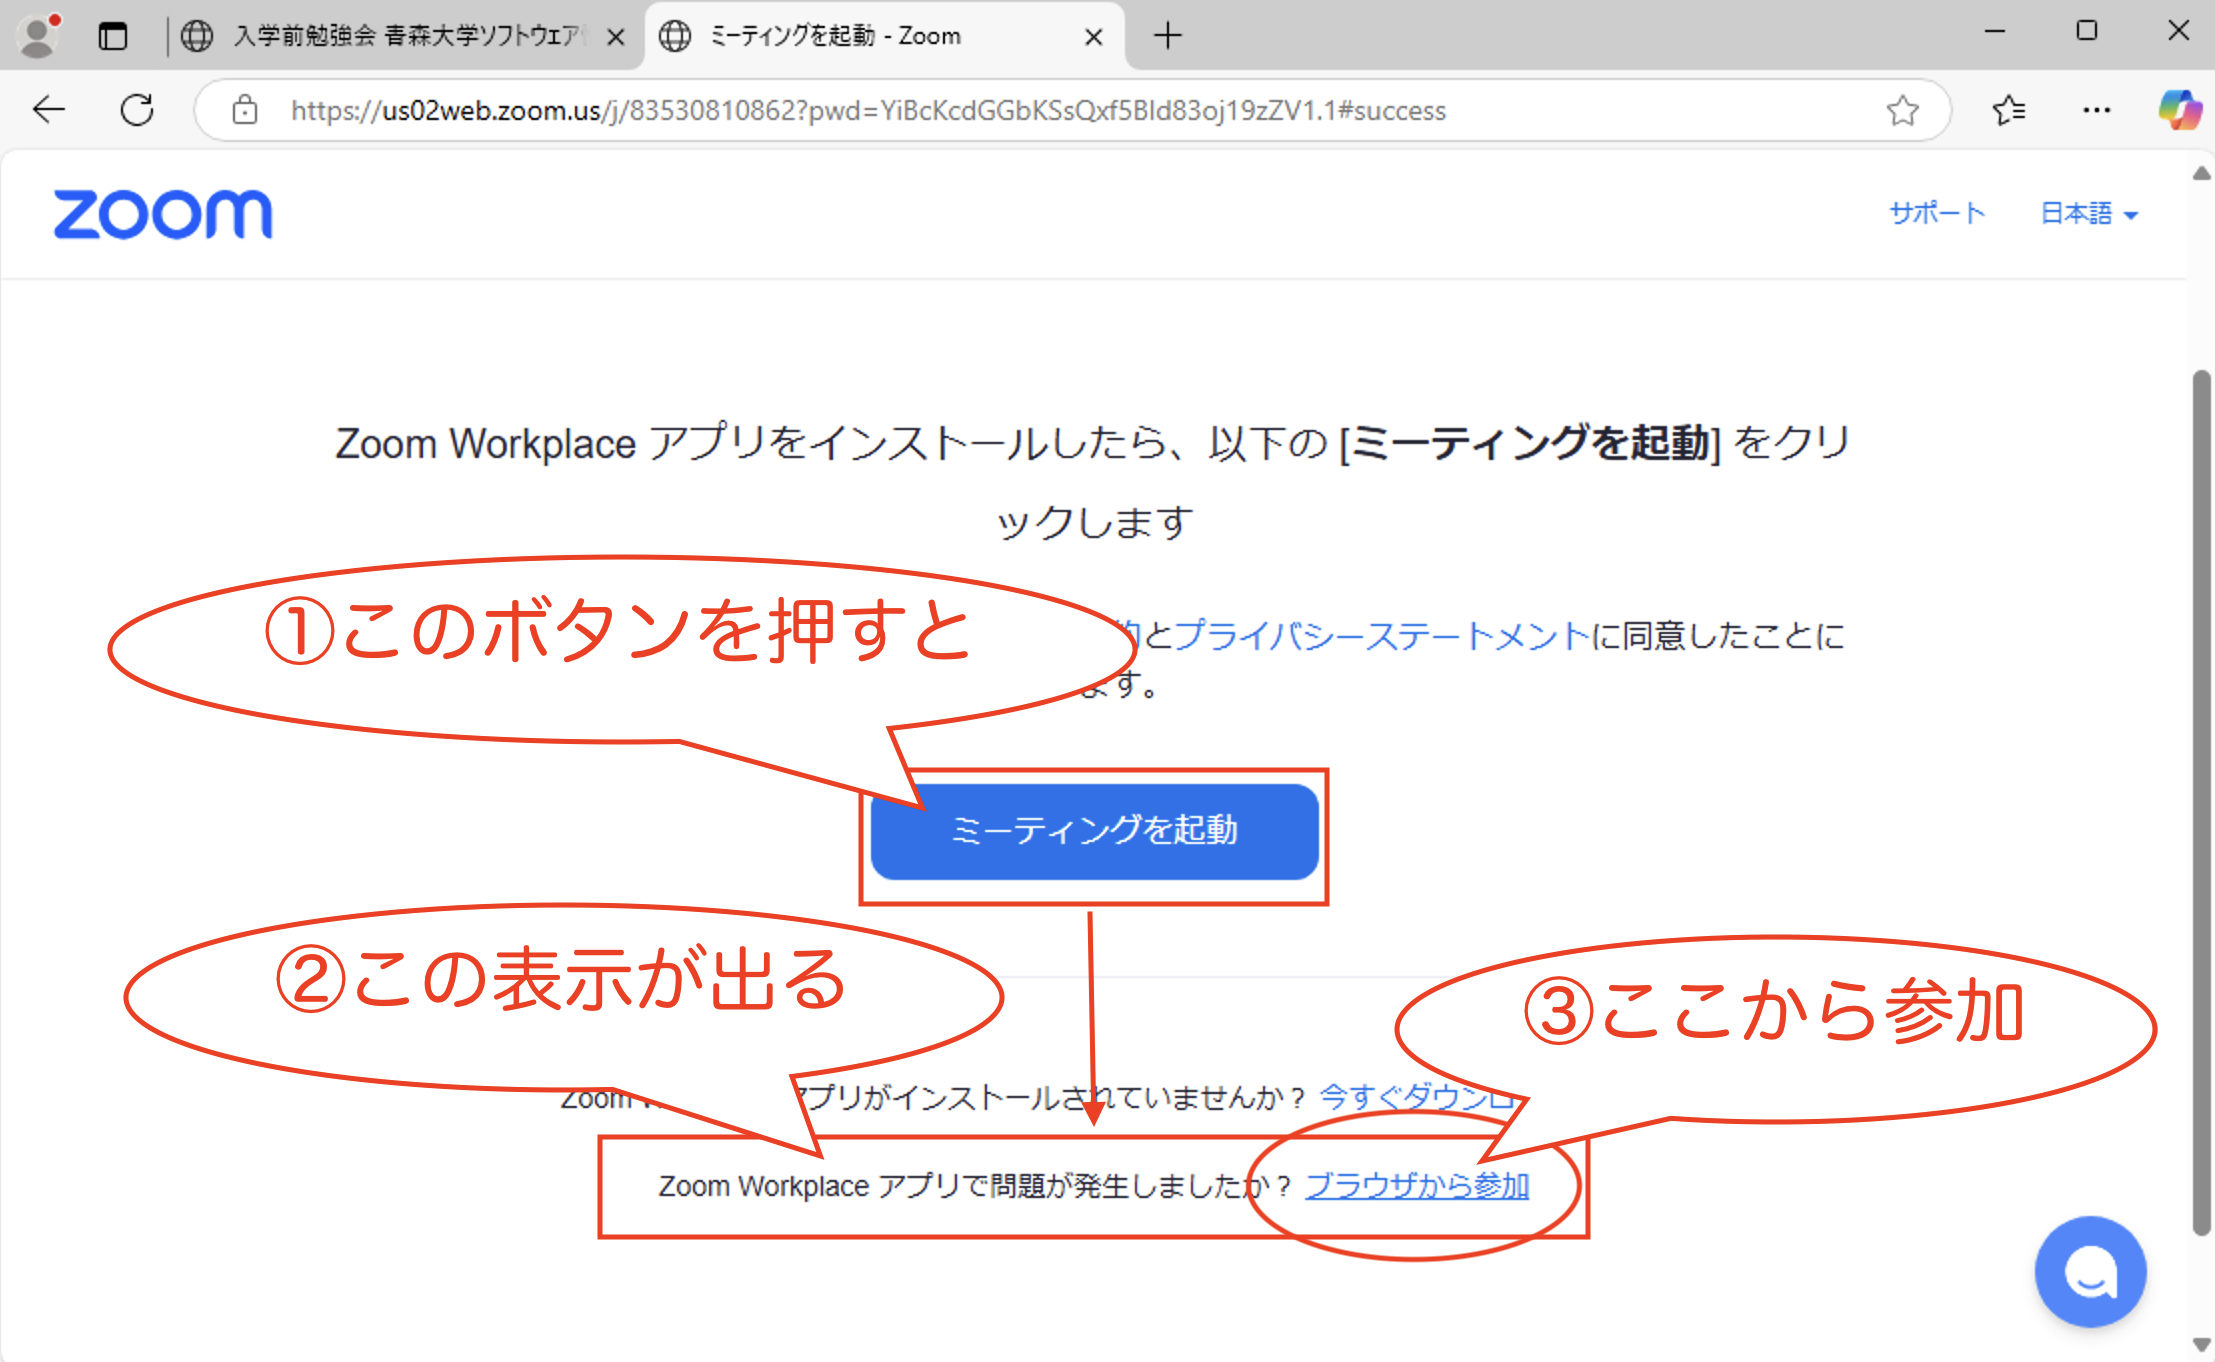 入学前勉強会 青森大学ソフトウェア
ミーティングを起動 - Zoom
https://us02web.zoom.us/j/83530810862?pwd=YiBcKcdGGbKSsQxf5Bld83oj19zZV1.1#success
zoom
サポート
日本語
Zoom Workplace アプリをインストールしたら、以下の [ミーティングを起動] をクリ
ックします
①このボタンを押すと
とプライバシーステートメントに同意したことに
ます。
ミーティングを起動
②この表示が出る
③ここから参加
Zoom アプリがインストールされていませんか？ 今すぐダウンロ
Zoom Workplace アプリで問題が発生しましたか？ ブラウザから参加